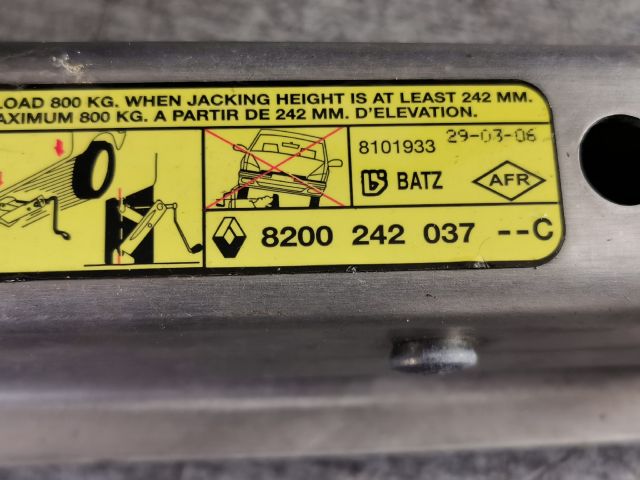 LOAD 800 KG. WHEN JACKING HEIGHT IS AT LEAST 242 MM.
MAXIMUM 800 KG. A PARTIR DE 242 MM. D'ELEVATION.
8101933 29-03-06
BATZ AFR
8200 242 037 --C